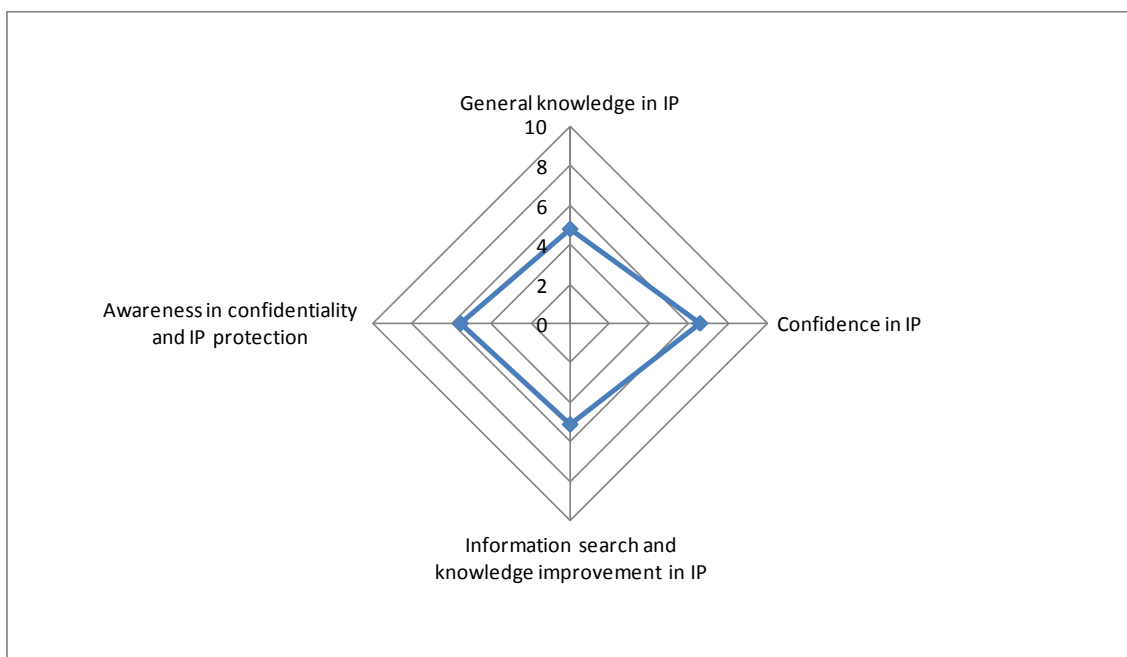 General knowledge in IP
10
8
6
4
2
0
Confidence in IP
Information search and
knowledge improvement in IP
Awareness in confidentiality
and IP protection